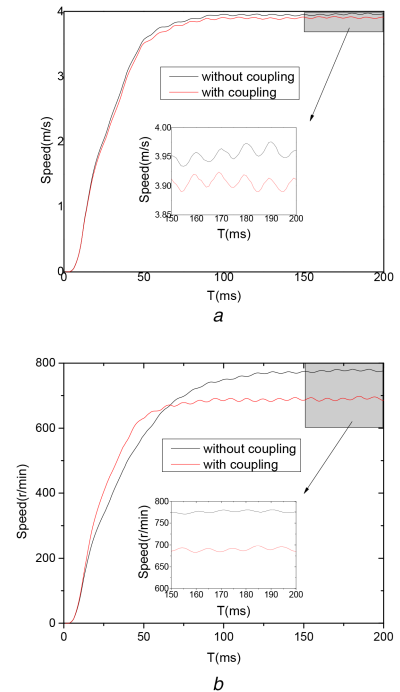 4
3
2
1
0
Speed(m/s)
without coupling
with coupling
4.00
3.95
3.90
3.85
Speed(m/s)
150 160 170 180 190 200
T(ms)
0 50 100 150 200
T(ms)
a
800
600
400
200
0
Speed(r/min)
without coupling
with coupling
800
750
700
650
600
Speed(r/min)
150 160 170 180 190 200
T(ms)
0 50 100 150 200
T(ms)
b